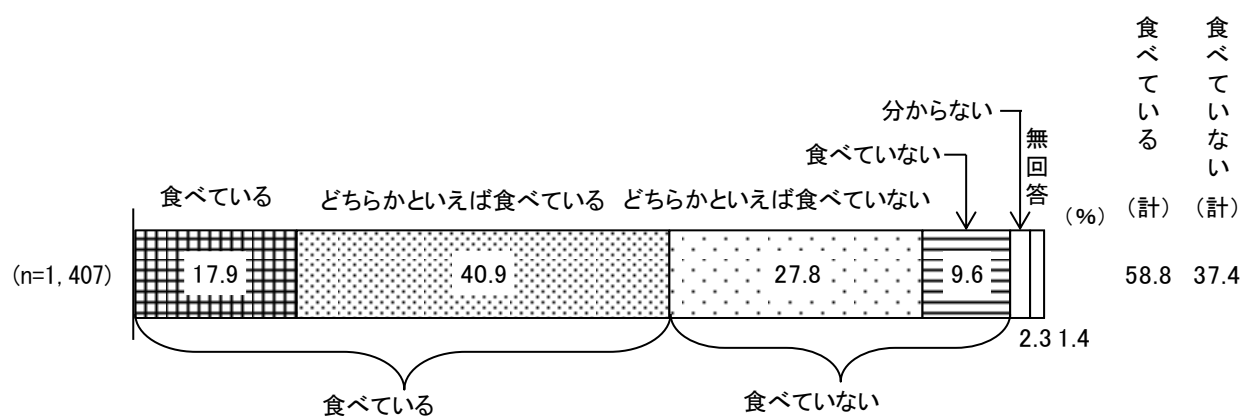 食べている
食べていない
分からない
無回答
食べていない
食べている
どちらかといえば食べている
どちらかといえば食べていない
(%)
(計)
(計)
(n=1,407)
17.9
40.9
27.8
9.6
58.8
37.4
2.3
1.4
食べている
食べていない